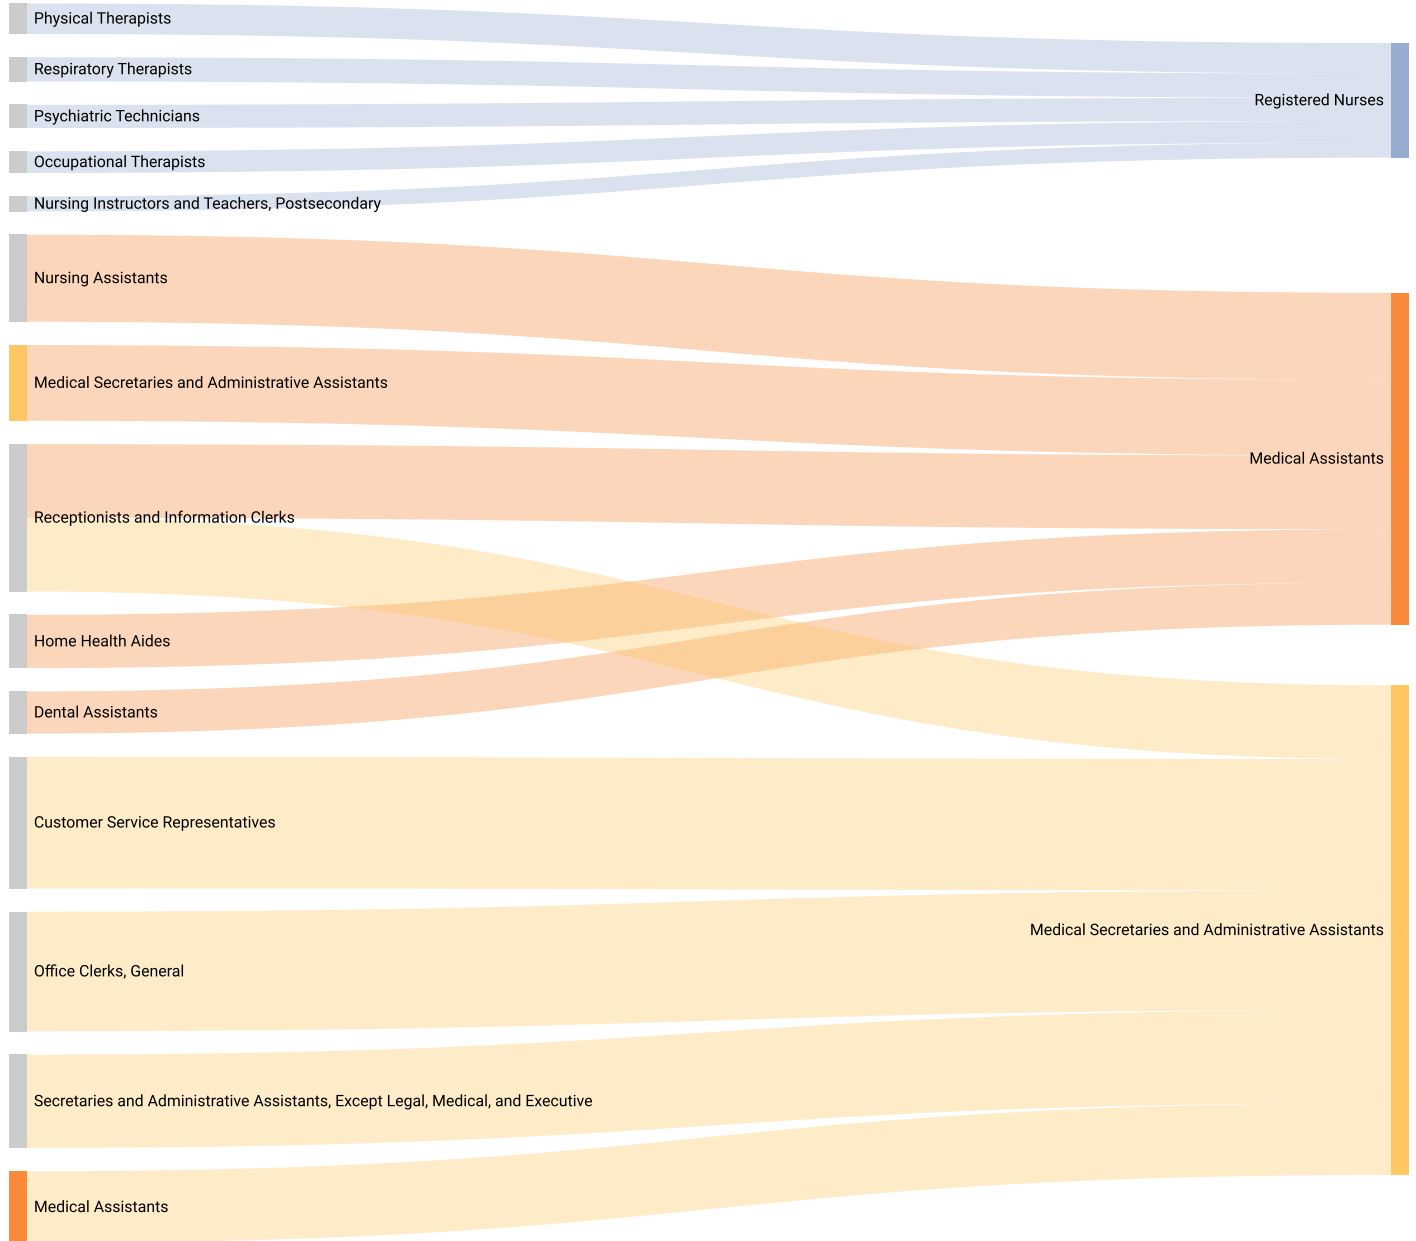 Physical Therapists
Respiratory Therapists
Registered Nurses
Psychiatric Technicians
Occupational Therapists
Nursing Instructors and Teachers, Postsecondary
Nursing Assistants
Medical Secretaries and Administrative Assistants
Medical Assistants
Receptionists and Information Clerks
Home Health Aides
Dental Assistants
Customer Service Representatives
Medical Secretaries and Administrative Assistants
Office Clerks, General
Secretaries and Administrative Assistants, Except Legal, Medical, and Executive
Medical Assistants